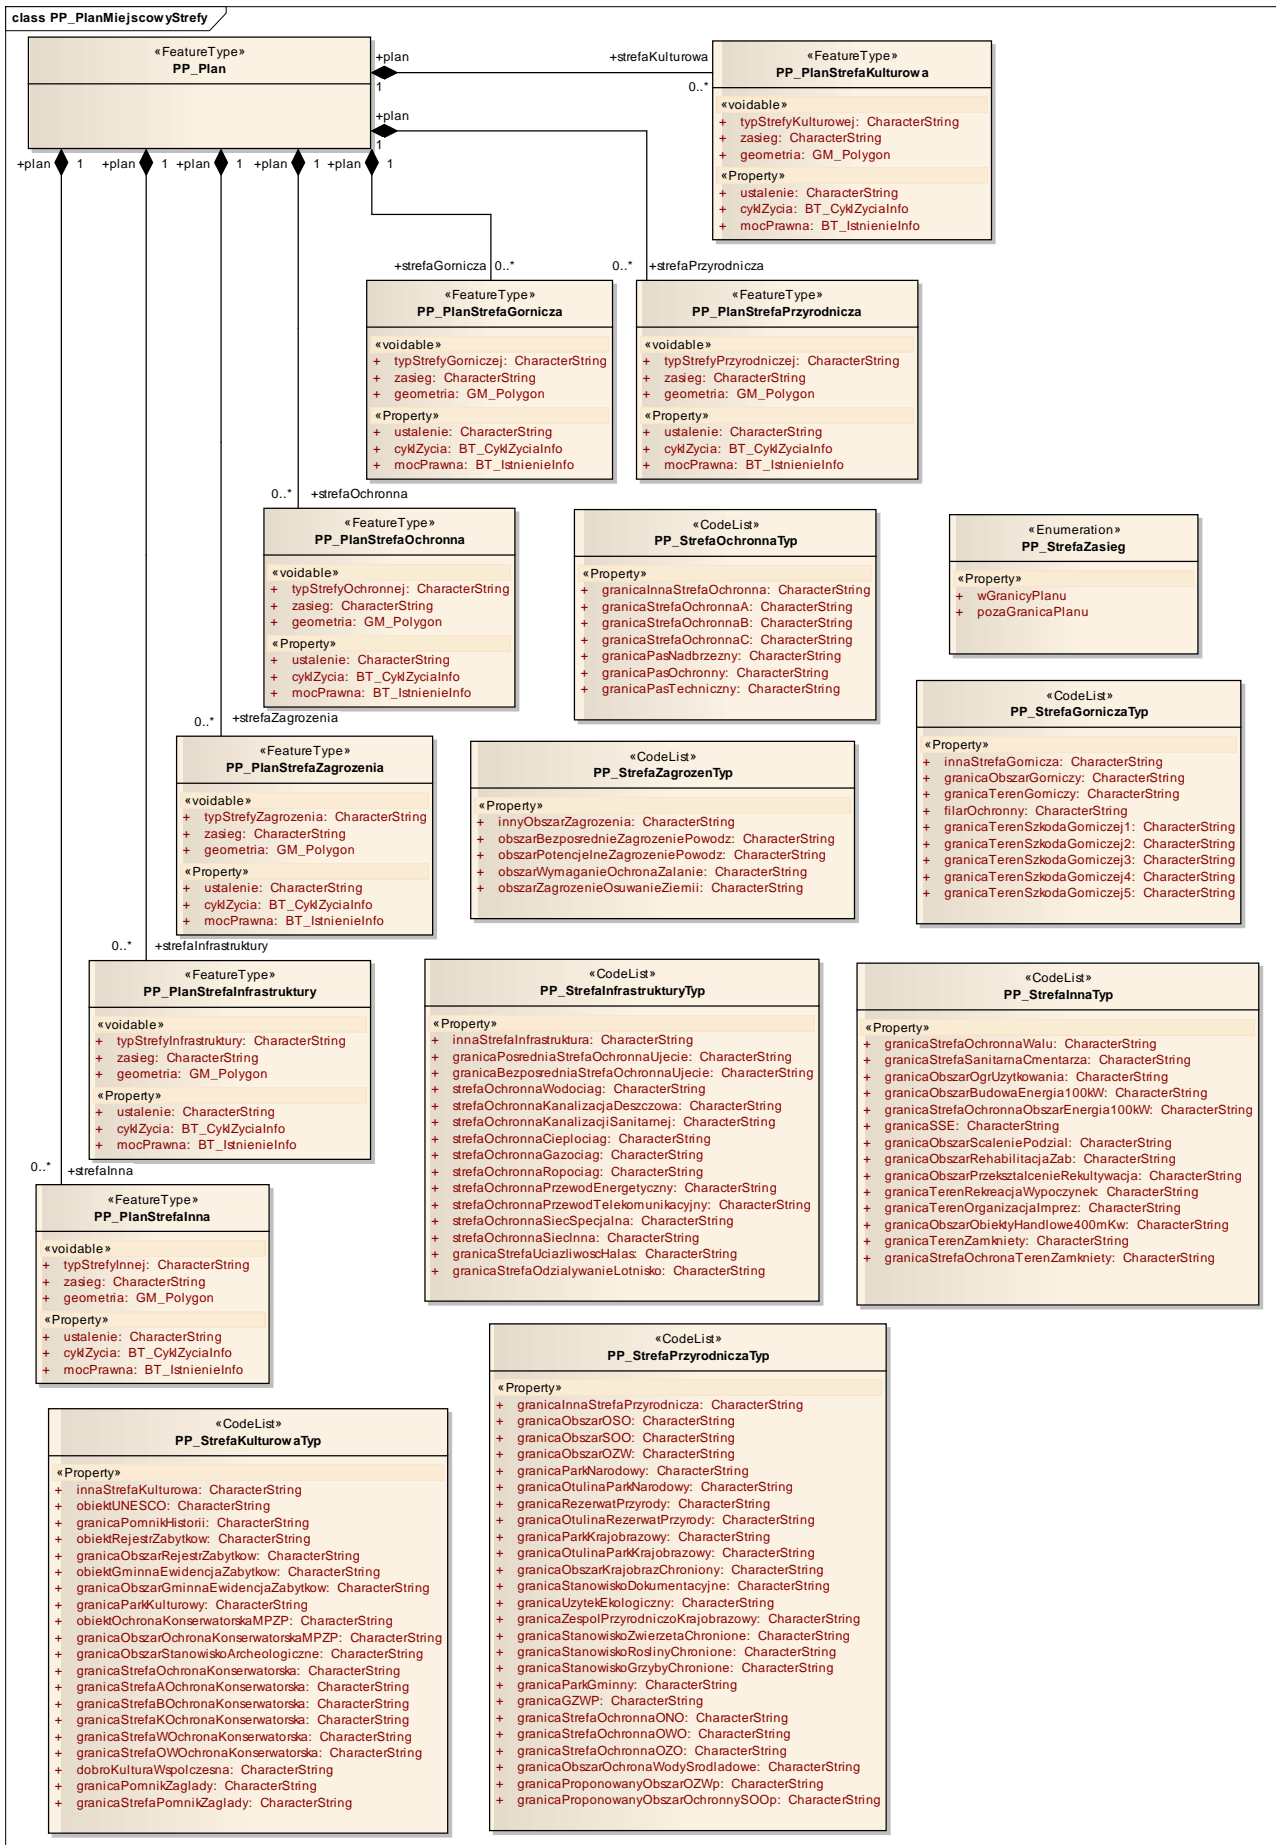 class PP_PlanMiejscowyStrefy
«FeatureType»
PP_Plan
+plan
1
+strefaKulturowa
0..*
+plan
1
+plan 1
+plan 1
+plan 1
+plan 1
+plan 1
«FeatureType»
PP_PlanStrefaKulturowa
«voidable»
+ typStrefyKulturowej: CharacterString
+ zasieg: CharacterString
+ geometria: GM_Polygon
«Property»
+ ustalenie: CharacterString
+ cyklZycia: BT_CyklZyciaInfo
+ mocPrawna: BT_IstnienieInfo
+strefaGornicza 0..*
0..* +strefaPrzyrodnicza
«FeatureType»
PP_PlanStrefaGornicza
«voidable»
+ typStrefyGorniczej: CharacterString
+ zasieg: CharacterString
+ geometria: GM_Polygon
«Property»
+ ustalenie: CharacterString
+ cyklZycia: BT_CyklZyciaInfo
+ mocPrawna: BT_IstnienieInfo
«FeatureType»
PP_PlanStrefaPrzyrodnicza
«voidable»
+ typStrefyPrzyrodniczej: CharacterString
+ zasieg: CharacterString
+ geometria: GM_Polygon
«Property»
+ ustalenie: CharacterString
+ cyklZycia: BT_CyklZyciaInfo
+ mocPrawna: BT_IstnienieInfo
0..* +strefaOchronna
«FeatureType»
PP_PlanStrefaOchronna
«voidable»
+ typStrefyOchronnej: CharacterString
+ zasieg: CharacterString
+ geometria: GM_Polygon
«Property»
+ ustalenie: CharacterString
+ cyklZycia: BT_CyklZyciaInfo
+ mocPrawna: BT_IstnienieInfo
«CodeList»
PP_StrefaOchronnaTyp
«Property»
+ granicaInnaStrefaOchronna: CharacterString
+ granicaStrefaOchronnaA: CharacterString
+ granicaStrefaOchronnaB: CharacterString
+ granicaStrefaOchronnaC: CharacterString
+ granicaPasNadbrzezny: CharacterString
+ granicaPasOchronny: CharacterString
+ granicaPasTechniczny: CharacterString
«Enumeration»
PP_StrefaZasieg
«Property»
+ wGranicyPlanu
+ pozaGranicaPlanu
«CodeList»
PP_StrefaGorniczaTyp
«Property»
+ innaStrefaGornicza: CharacterString
+ granicaObszarGorniczy: CharacterString
+ granicaTerenGorniczy: CharacterString
+ filarOchronny: CharacterString
+ granicaTerenSzkodaGorniczej1: CharacterString
+ granicaTerenSzkodaGorniczej2: CharacterString
+ granicaTerenSzkodaGorniczej3: CharacterString
+ granicaTerenSzkodaGorniczej4: CharacterString
+ granicaTerenSzkodaGorniczej5: CharacterString
0..* +strefaZagrozenia
«FeatureType»
PP_PlanStrefaZagrozenia
«voidable»
+ typStrefyZagrozenia: CharacterString
+ zasieg: CharacterString
+ geometria: GM_Polygon
«Property»
+ ustalenie: CharacterString
+ cyklZycia: BT_CyklZyciaInfo
+ mocPrawna: BT_IstnienieInfo
«CodeList»
PP_StrefaZagrozenTyp
«Property»
+ innyObszarZagrozenia: CharacterString
+ obszarBezposrednieZagrozeniePowodz: CharacterString
+ obszarPotencjelneZagrozeniePowodz: CharacterString
+ obszarWymaganieOchronaZalanie: CharacterString
+ obszarZagrozenieOsuwanieZiemii: CharacterString
0..* +strefaInfrastruktury
«FeatureType»
PP_PlanStrefaInfrastruktury
«voidable»
+ typStrefyInfrastruktury: CharacterString
+ zasieg: CharacterString
+ geometria: GM_Polygon
«Property»
+ ustalenie: CharacterString
+ cyklZycia: BT_CyklZyciaInfo
+ mocPrawna: BT_IstnienieInfo
«CodeList»
PP_StrefaInfrastrukturyTyp
«Property»
+ innaStrefaInfrastruktura: CharacterString
+ granicaPosredniaStrefaOchronnaUjecie: CharacterString
+ granicaBezposredniaStrefaOchronnaUjecie: CharacterString
+ strefaOchronnaWodociag: CharacterString
+ strefaOchronnaKanalizacjaDeszczowa: CharacterString
+ strefaOchronnaKanalizacjiSanitarnej: CharacterString
+ strefaOchronnaCieplociag: CharacterString
+ strefaOchronnaGazociag: CharacterString
+ strefaOchronnaRopociag: CharacterString
+ strefaOchronnaPrzewodEnergetyczny: CharacterString
+ strefaOchronnaPrzewodTelekomunikacyjny: CharacterString
+ strefaOchronnaSiecSpecjalna: CharacterString
+ strefaOchronnaSiecInna: CharacterString
+ granicaStrefaUciazliwoscHalas: CharacterString
+ granicaStrefaOdzialywanieLotnisko: CharacterString
«CodeList»
PP_StrefaInnaTyp
«Property»
+ granicaStrefaOchronnaWalu: CharacterString
+ granicaStrefaSanitarnaCmentarza: CharacterString
+ granicaObszarOgrUzytkowania: CharacterString
+ granicaObszarBudowaEnergia100kW: CharacterString
+ granicaStrefaOchronnaObszarEnergia100kW: CharacterString
+ granicaSSE: CharacterString
+ granicaObszarScaleniePodzial: CharacterString
+ granicaObszarRehabilitacjaZab: CharacterString
+ granicaObszarPrzeksztalcenieRekultywacja: CharacterString
+ granicaTerenRekreacjaWypoczynek: CharacterString
+ granicaTerenOrganizacjaImprez: CharacterString
+ granicaObszarObiektyHandlowe400mKw: CharacterString
+ granicaTerenZamkniety: CharacterString
+ granicaStrefaOchronaTerenZamkniety: CharacterString
0..* +strefaInna
«FeatureType»
PP_PlanStrefaInna
«voidable»
+ typStrefyInnej: CharacterString
+ zasieg: CharacterString
+ geometria: GM_Polygon
«Property»
+ ustalenie: CharacterString
+ cyklZycia: BT_CyklZyciaInfo
+ mocPrawna: BT_IstnienieInfo
«CodeList»
PP_StrefaPrzyrodniczaTyp
«Property»
+ granicaInnaStrefaPrzyrodnicza: CharacterString
+ granicaObszarOSO: CharacterString
+ granicaObszarSOO: CharacterString
+ granicaObszarOZW: CharacterString
+ granicaParkNarodowy: CharacterString
+ granicaOtulinaParkNarodowy: CharacterString
+ granicaRezerwatPrzyrody: CharacterString
+ granicaOtulinaRezerwatPrzyrody: CharacterString
+ granicaParkKrajobrazowy: CharacterString
+ granicaOtulinaParkKrajobrazowy: CharacterString
+ granicaObszarKrajobrazChroniony: CharacterString
+ granicaStanowiskoDokumentacyjne: CharacterString
+ granicaUzytekEkologiczny: CharacterString
+ granicaZespolPrzyrodniczoKrajobrazowy: CharacterString
+ granicaStanowiskoZwierzetaChronione: CharacterString
+ granicaStanowiskoRoslinyChronione: CharacterString
+ granicaStanowiskoGrzybyChronione: CharacterString
+ granicaParkGminny: CharacterString
+ granicaGZWP: CharacterString
+ granicaStrefaOchronnaONO: CharacterString
+ granicaStrefaOchronnaOWO: CharacterString
+ granicaStrefaOchronnaOZO: CharacterString
+ granicaObszarOchronaWodySrodladowe: CharacterString
+ granicaProponowanyObszarOZWp: CharacterString
+ granicaProponowanyObszarOchronnySOOp: CharacterString
«CodeList»
PP_StrefaKulturowaTyp
«Property»
+ innaStrefaKulturowa: CharacterString
+ obiektUNESCO: CharacterString
+ granicaPomnikHistorii: CharacterString
+ obiektRejestrZabytkow: CharacterString
+ granicaObszarRejestrZabytkow: CharacterString
+ obiektGminnaEwidencjaZabytkow: CharacterString
+ granicaObszarGminnaEwidencjaZabytkow: CharacterString
+ granicaParkKulturowy: CharacterString
+ obiektOchronaKonserwatorskaMPZP: CharacterString
+ granicaObszarOchronaKonserwatorskaMPZP: CharacterString
+ granicaObszarStanowiskoArcheologiczne: CharacterString
+ granicaStrefaOchronaKonserwatorska: CharacterString
+ granicaStrefaAOchronaKonserwatorska: CharacterString
+ granicaStrefaBOchronaKonserwatorska: CharacterString
+ granicaStrefaKOchronaKonserwatorska: CharacterString
+ granicaStrefaWOchronaKonserwatorska: CharacterString
+ granicaStrefaOWOchronaKonserwatorska: CharacterString
+ dobroKulturaWspolczesna: CharacterString
+ granicaPomnikZaglady: CharacterString
+ granicaStrefaPomnikZaglady: CharacterString